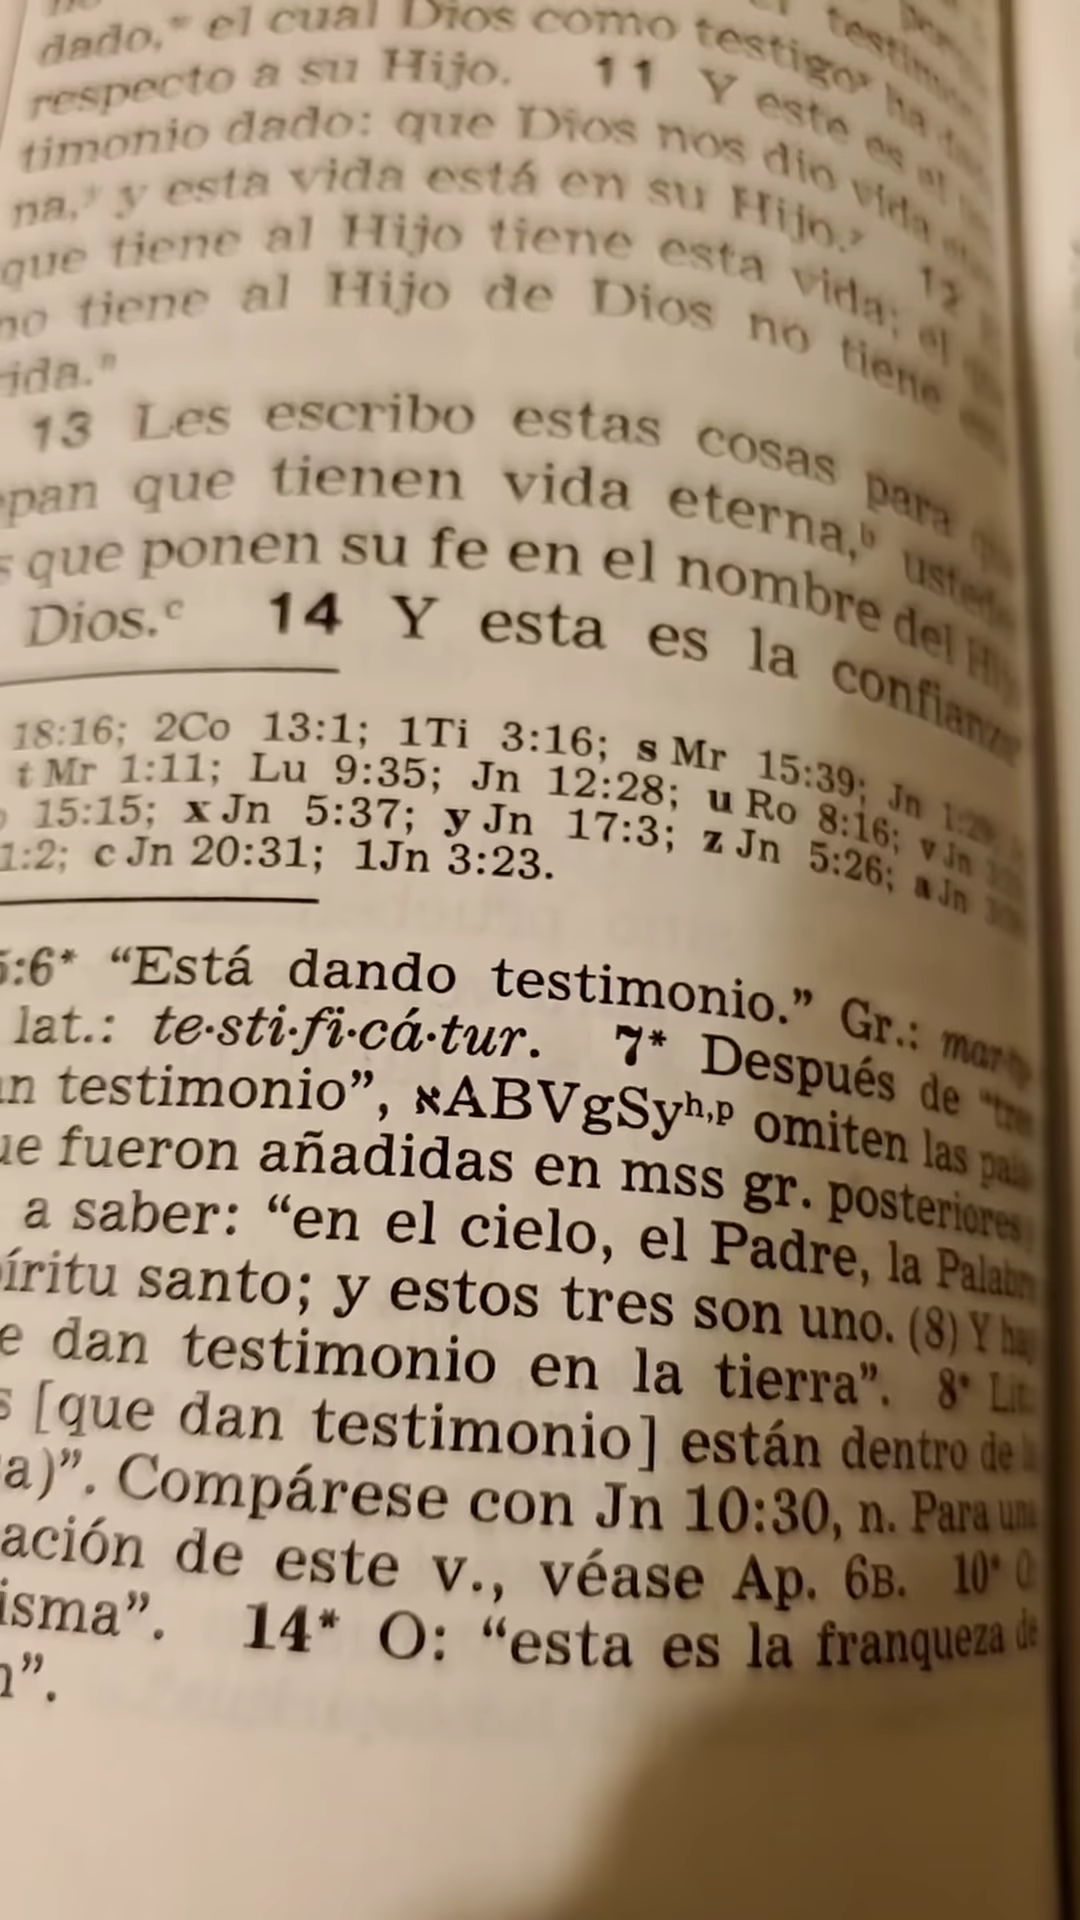 dado," el cual Dios como testigo ha
respecto a su Hijo. 11 Y este es el
timonio dado: que Dios nos dio vida
na,ʸ y esta vida está en su Hijo.ᶻ 12
que tiene al Hijo tiene esta vida; el
no tiene al Hijo de Dios no tiene
ida.ᵃ
13 Les escribo estas cosas para
pan que tienen vida eterna,ᵇ ustedes
s que ponen su fe en el nombre del
Dios.ᶜ 14 Y esta es la confianza
18:16; 2Co 13:1; 1Ti 3:16; s Mr 15:39; Jn
t Mr 1:11; Lu 9:35; Jn 12:28; u Ro 8:16; v Jn
15:15; x Jn 5:37; y Jn 17:3; z Jn 5:26; a Jn
1:2; c Jn 20:31; 1Jn 3:23.
5:6* “Está dando testimonio.” Gr.:
lat.: te·sti·fi·cá·tur. 7* Después de “tres
an testimonio”, אABVgSyʰ,ᵖ omiten las
ue fueron añadidas en mss gr. posteriores
a saber: “en el cielo, el Padre, la Palabra
íritu santo; y estos tres son uno. (8) Y hay
e dan testimonio en la tierra”. 8* Lit.
s [que dan testimonio] están dentro de
a)”. Compárese con Jn 10:30, n. Para una
ación de este v., véase Ap. 6B. 10* O
isma”. 14* O: “esta es la franqueza de
n”.